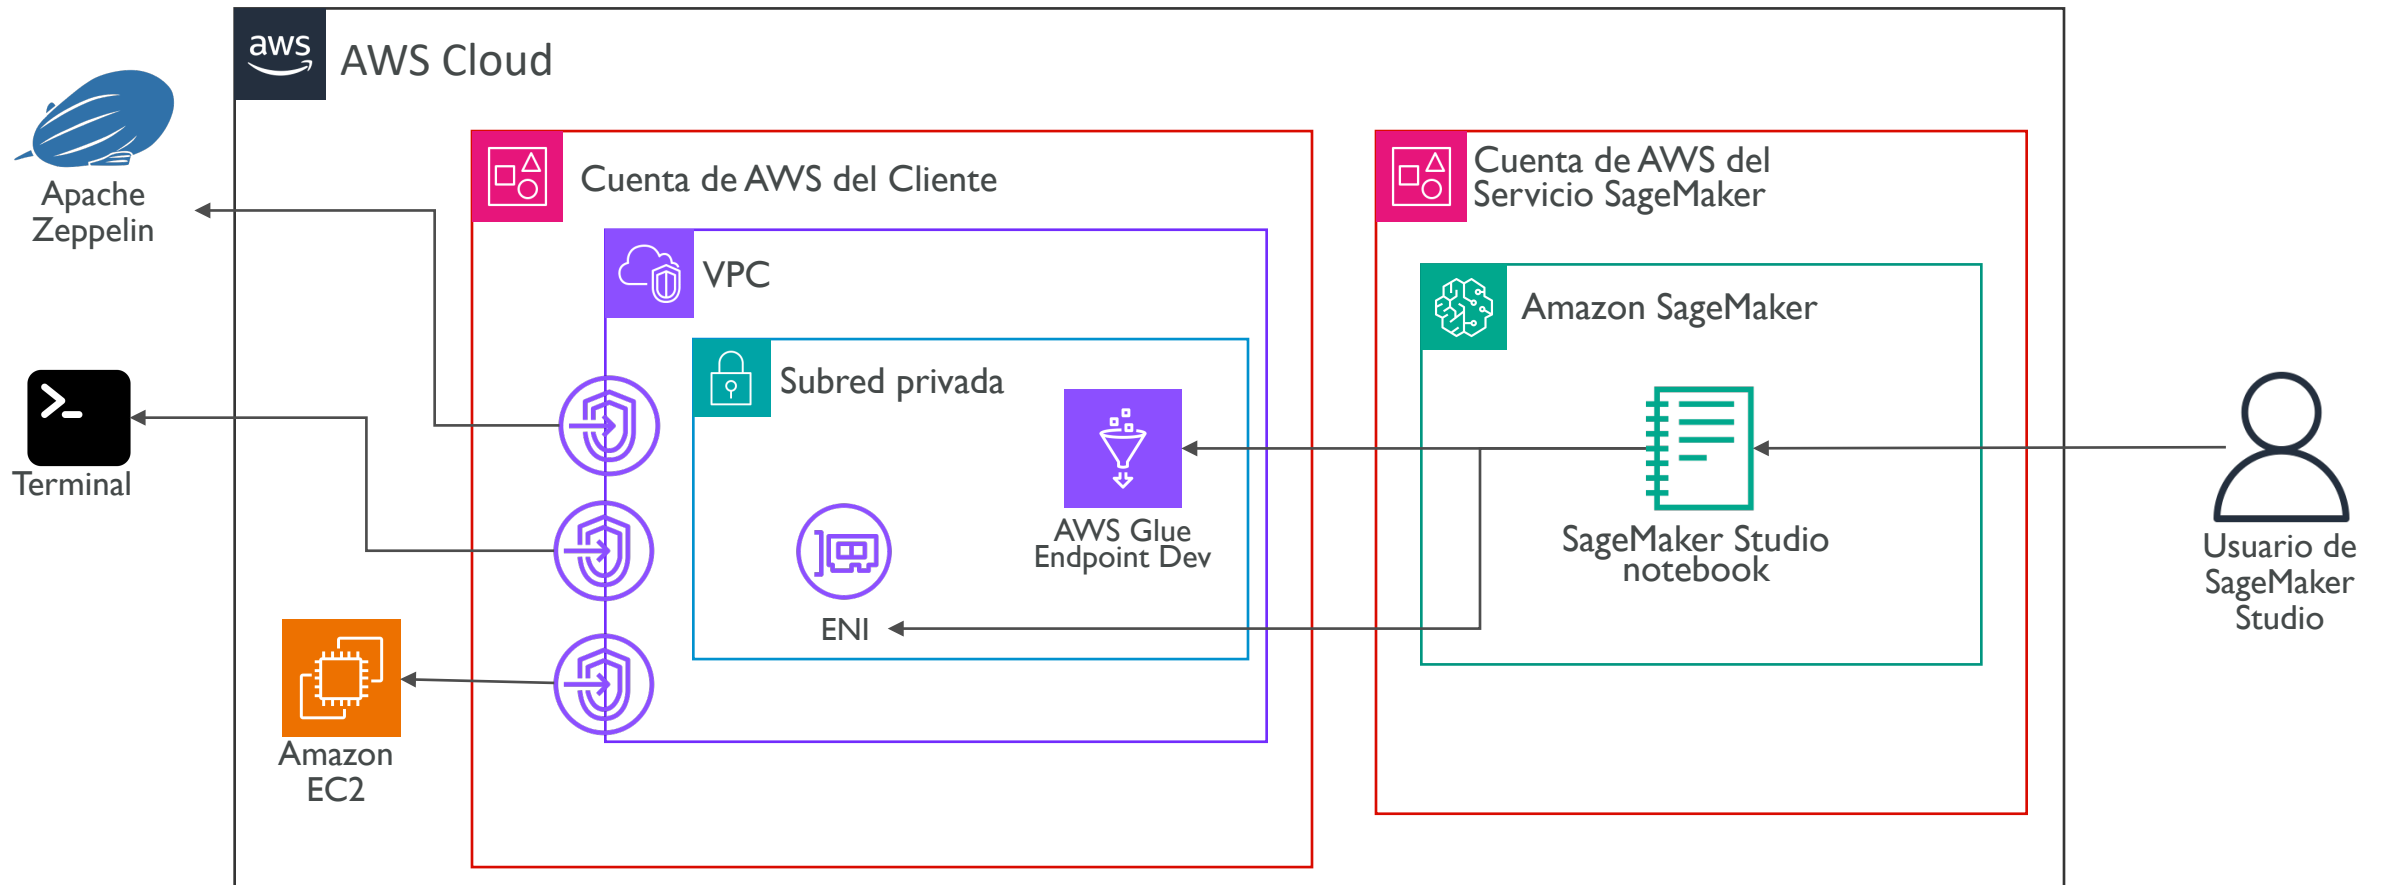 aws
AWS Cloud
Apache
Zeppelin
Terminal
Amazon
EC2
Cuenta de AWS del Cliente
VPC
Subred privada
ENI
AWS Glue
Endpoint Dev
Cuenta de AWS del
Servicio SageMaker
Amazon SageMaker
SageMaker Studio
notebook
Usuario de
SageMaker
Studio